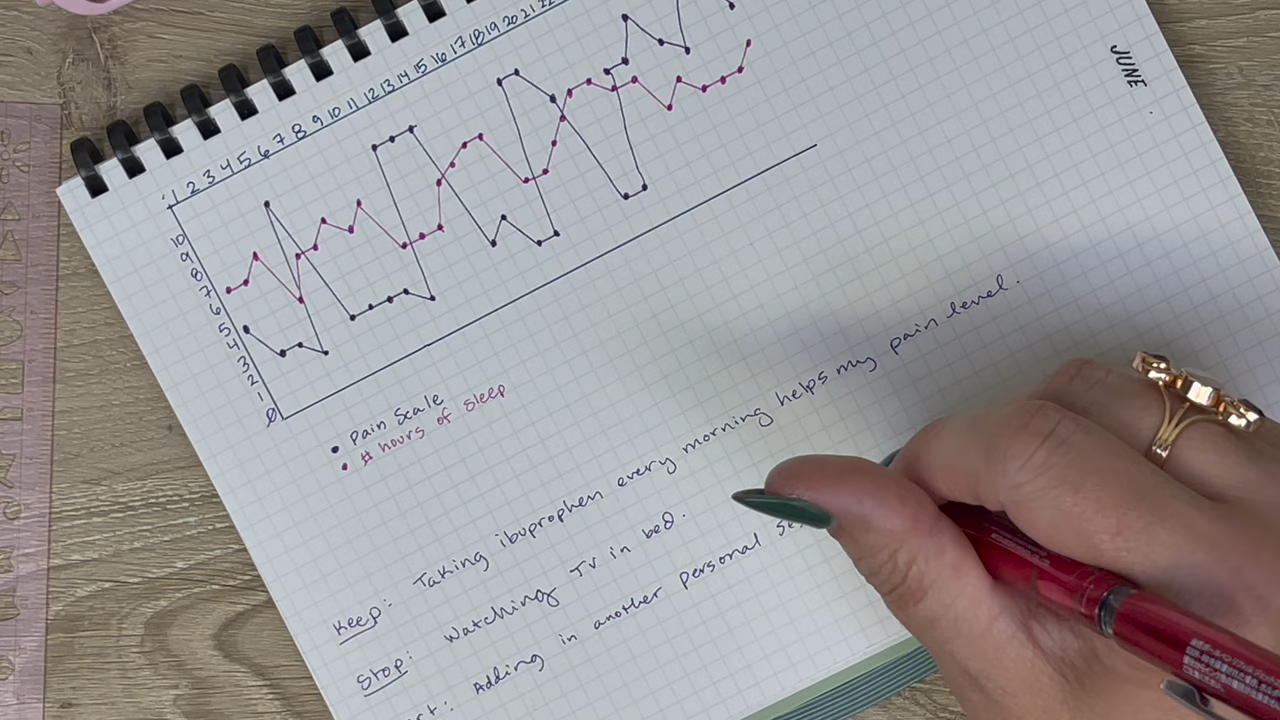 1 2 3 4 5 6 7 8 9 10 11 12 13 14 15 16 17 18 19 20 21 22
JUNE
10
9
8
7
6
5
4
3
2
1
0
Pain Scale
# hours of Sleep
Keep: Taking ibuprophen every morning helps my pain level.
Stop: Watching TV in bed.
Adding in another personal